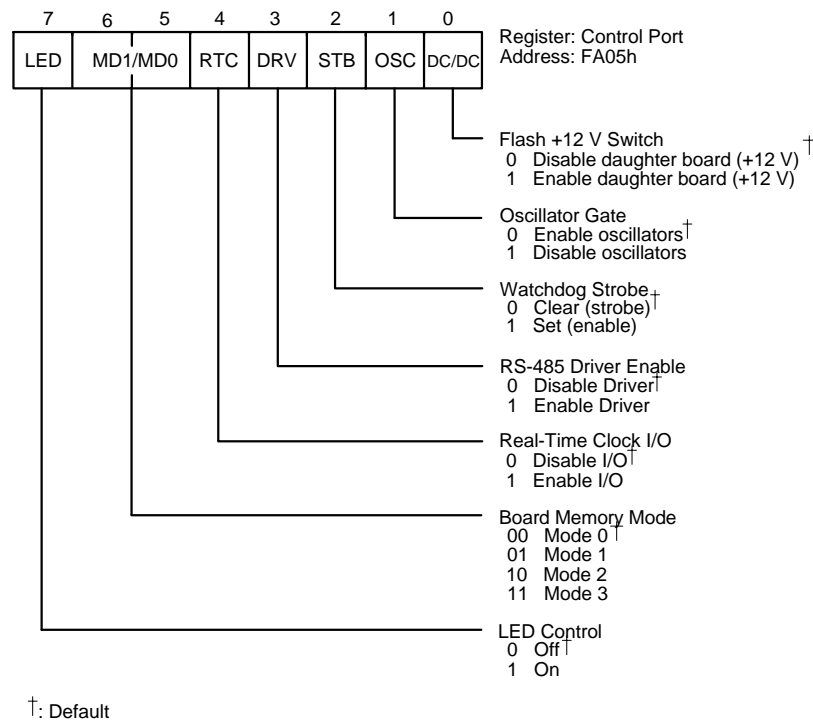 7 6 5 4 3 2 1 0
LED MD1/MD0 RTC DRV STB OSC DC/DC
Register: Control Port
Address: FA05h
Flash +12 V Switch
0 Disable daughter board (+12 V) †
1 Enable daughter board (+12 V)
Oscillator Gate
0 Enable oscillators†
1 Disable oscillators
Watchdog Strobe
0 Clear (strobe)†
1 Set (enable)
RS-485 Driver Enable
0 Disable Driver†
1 Enable Driver
Real-Time Clock I/O
0 Disable I/O†
1 Enable I/O
Board Memory Mode
00 Mode 0†
01 Mode 1
10 Mode 2
11 Mode 3
LED Control
0 Off†
1 On
†: Default